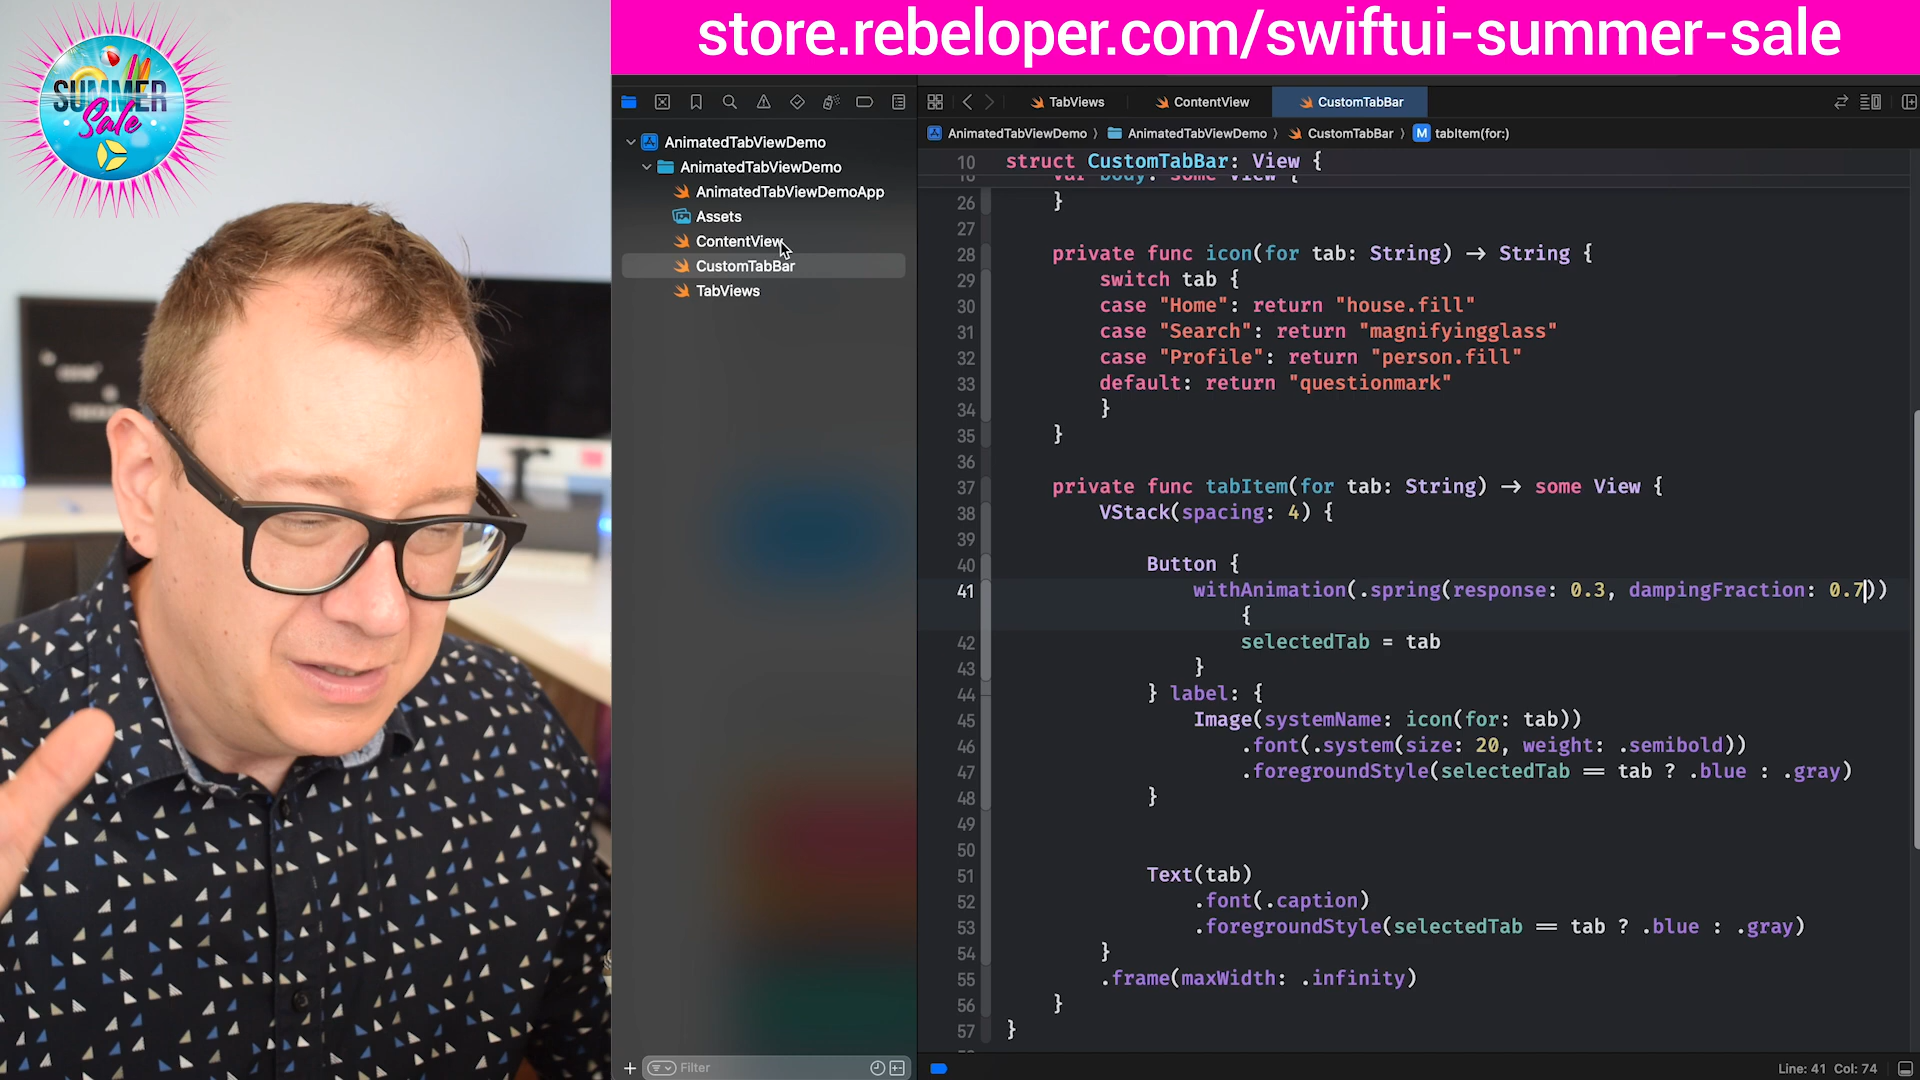 store.rebeloper.com/swiftui-summer-sale
SUMMER
Sale
TabViews
ContentView
CustomTabBar
AnimatedTabViewDemo
AnimatedTabViewDemo
CustomTabBar
tabItem(for:)
AnimatedTabViewDemo
AnimatedTabViewDemo
AnimatedTabViewDemoApp
Assets
ContentView
CustomTabBar
TabViews
10 struct CustomTabBar: View {
var body: some View {
26 }
27
28 private func icon(for tab: String) -> String {
29 switch tab {
30 case "Home": return "house.fill"
31 case "Search": return "magnifyingglass"
32 case "Profile": return "person.fill"
33 default: return "questionmark"
34 }
35 }
36
37 private func tabItem(for tab: String) -> some View {
38 VStack(spacing: 4) {
39
40 Button {
41 withAnimation(.spring(response: 0.3, dampingFraction: 0.7))
{
42 selectedTab = tab
43 }
44 } label: {
45 Image(systemName: icon(for: tab))
46 .font(.system(size: 20, weight: .semibold))
47 .foregroundStyle(selectedTab == tab ? .blue : .gray)
48 }
49
50
51 Text(tab)
52 .font(.caption)
53 .foregroundStyle(selectedTab == tab ? .blue : .gray)
54 }
55 .frame(maxWidth: .infinity)
56 }
57 }
Filter
Line: 41 Col: 74